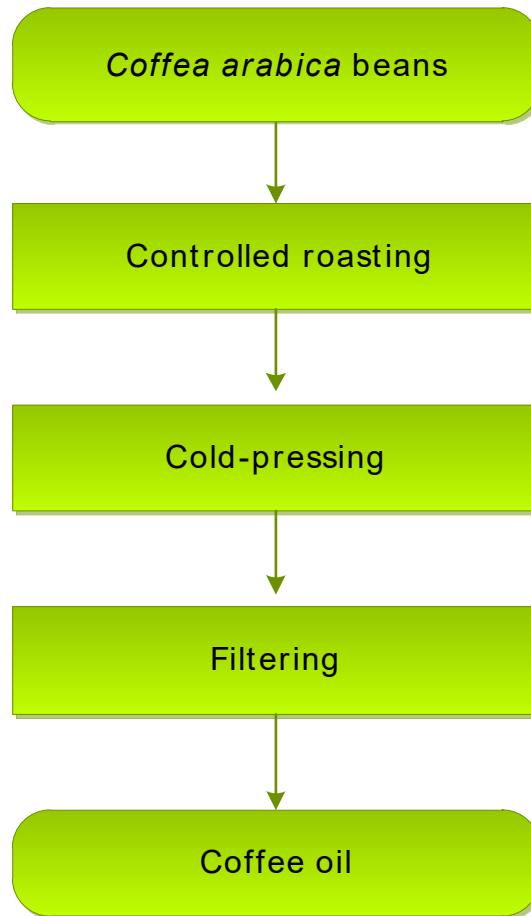 Coffea arabica beans
Controlled roasting
Cold-pressing
Filtering
Coffee oil